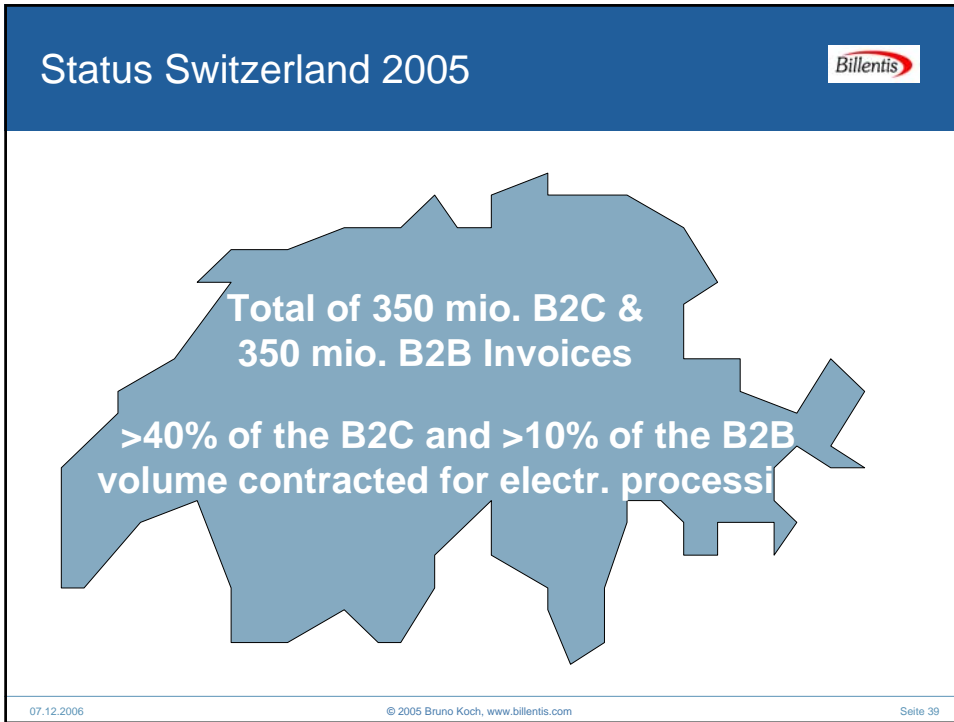 Status Switzerland 2005
Billentis
Total of 350 mio. B2C &
350 mio. B2B Invoices
>40% of the B2C and >10% of the B2B
volume contracted for electr. processi
07.12.2006
© 2005 Bruno Koch, www.billentis.com
Seite 39